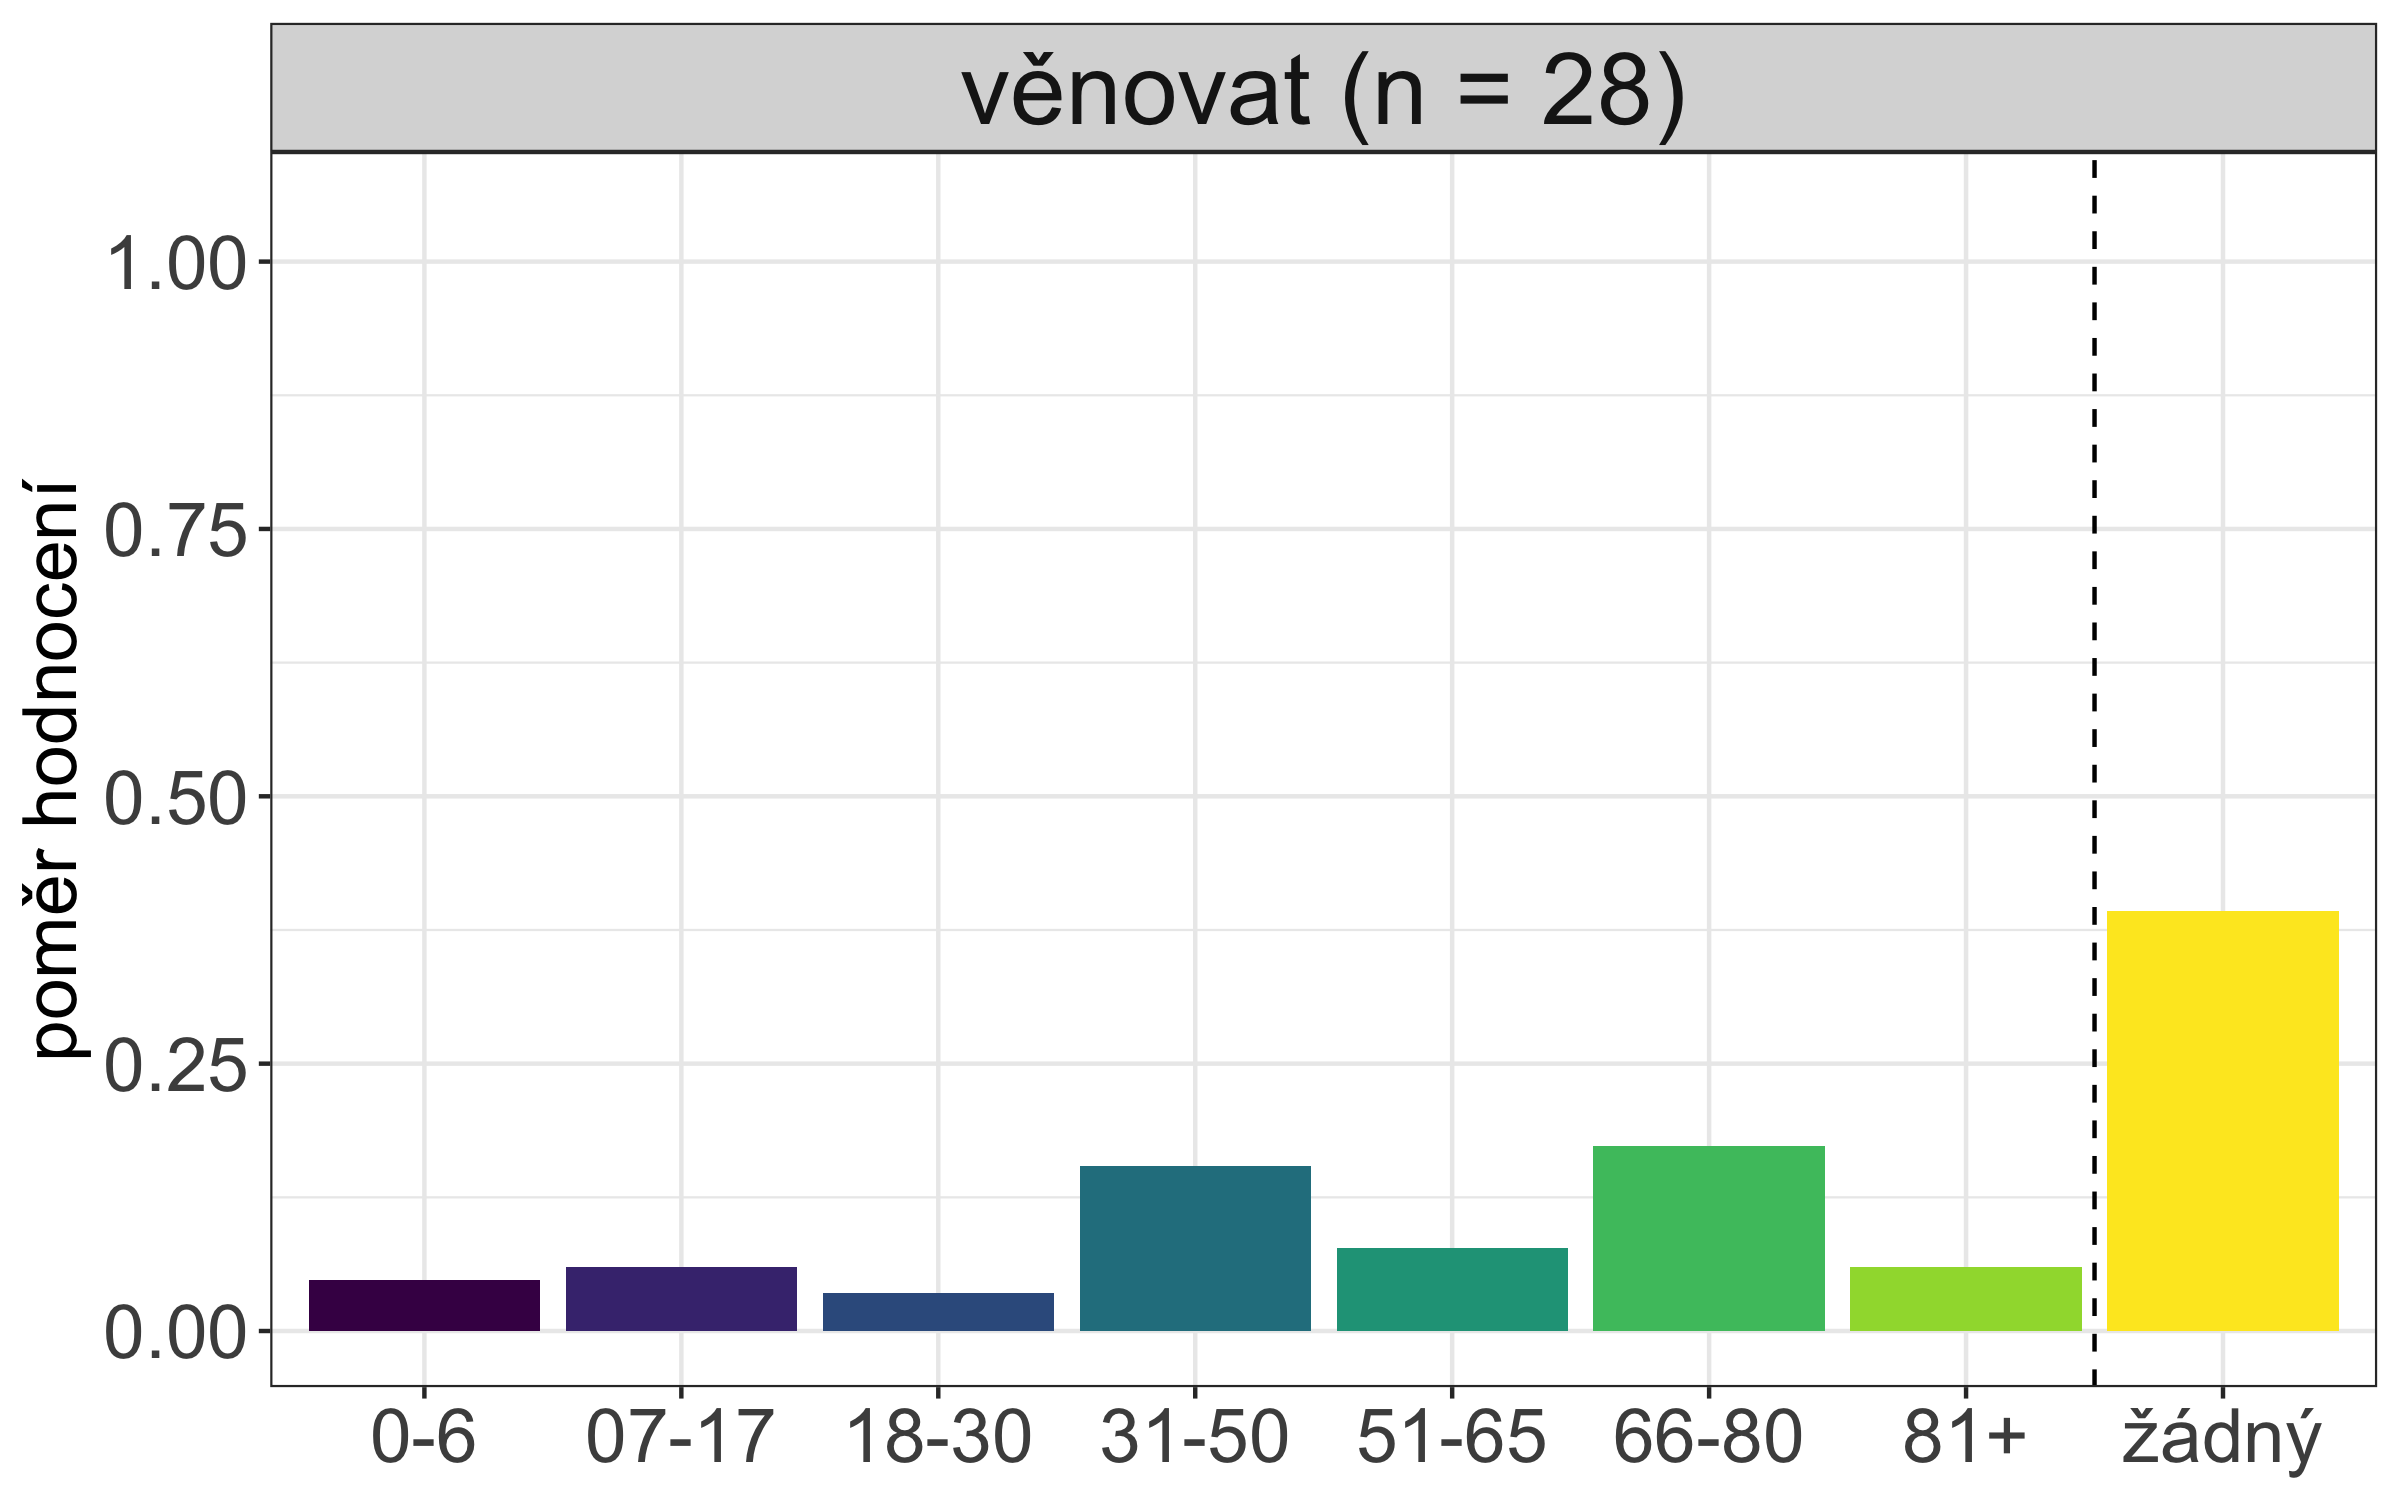 věnovat (n = 28)
poměr hodnocení
1.00
0.75
0.50
0.25
0.00
0-6 07-17 18-30 31-50 51-65 66-80 81+ žádný